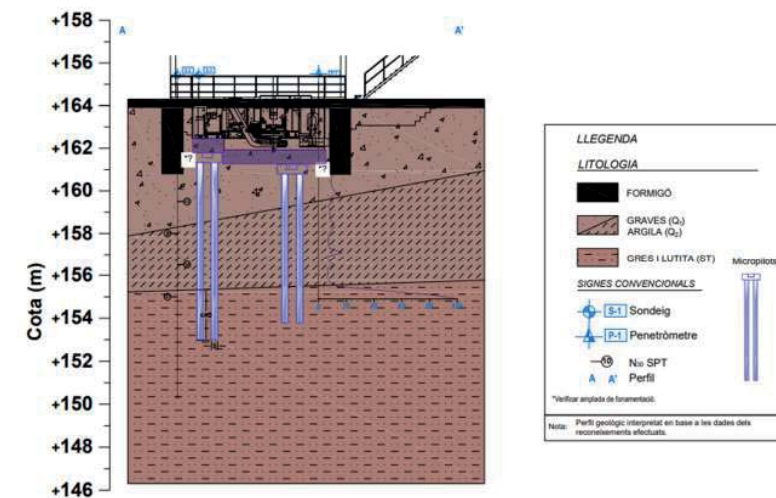 +158
A
A'
+156
+164
+162
*?
*?
+160
+158
+156
+154
+152
+150
+148
+146
Cota (m)
LLEGENDA
LITOLOGIA
FORMIGÓ
GRAVES (Q₁)
ARGILA (Q₂)
GRES I LUTITA (ST)
Micropilots
SIGNES CONVENCIONALS
S-1 Sondeig
P-1 Penetròmetre
10 N₃₀ SPT
A A' Perfil
*Verificar amplada de fonamentació.
Nota: Perfil geològic interpretat en base a les dades dels
reconeixements efectuats.